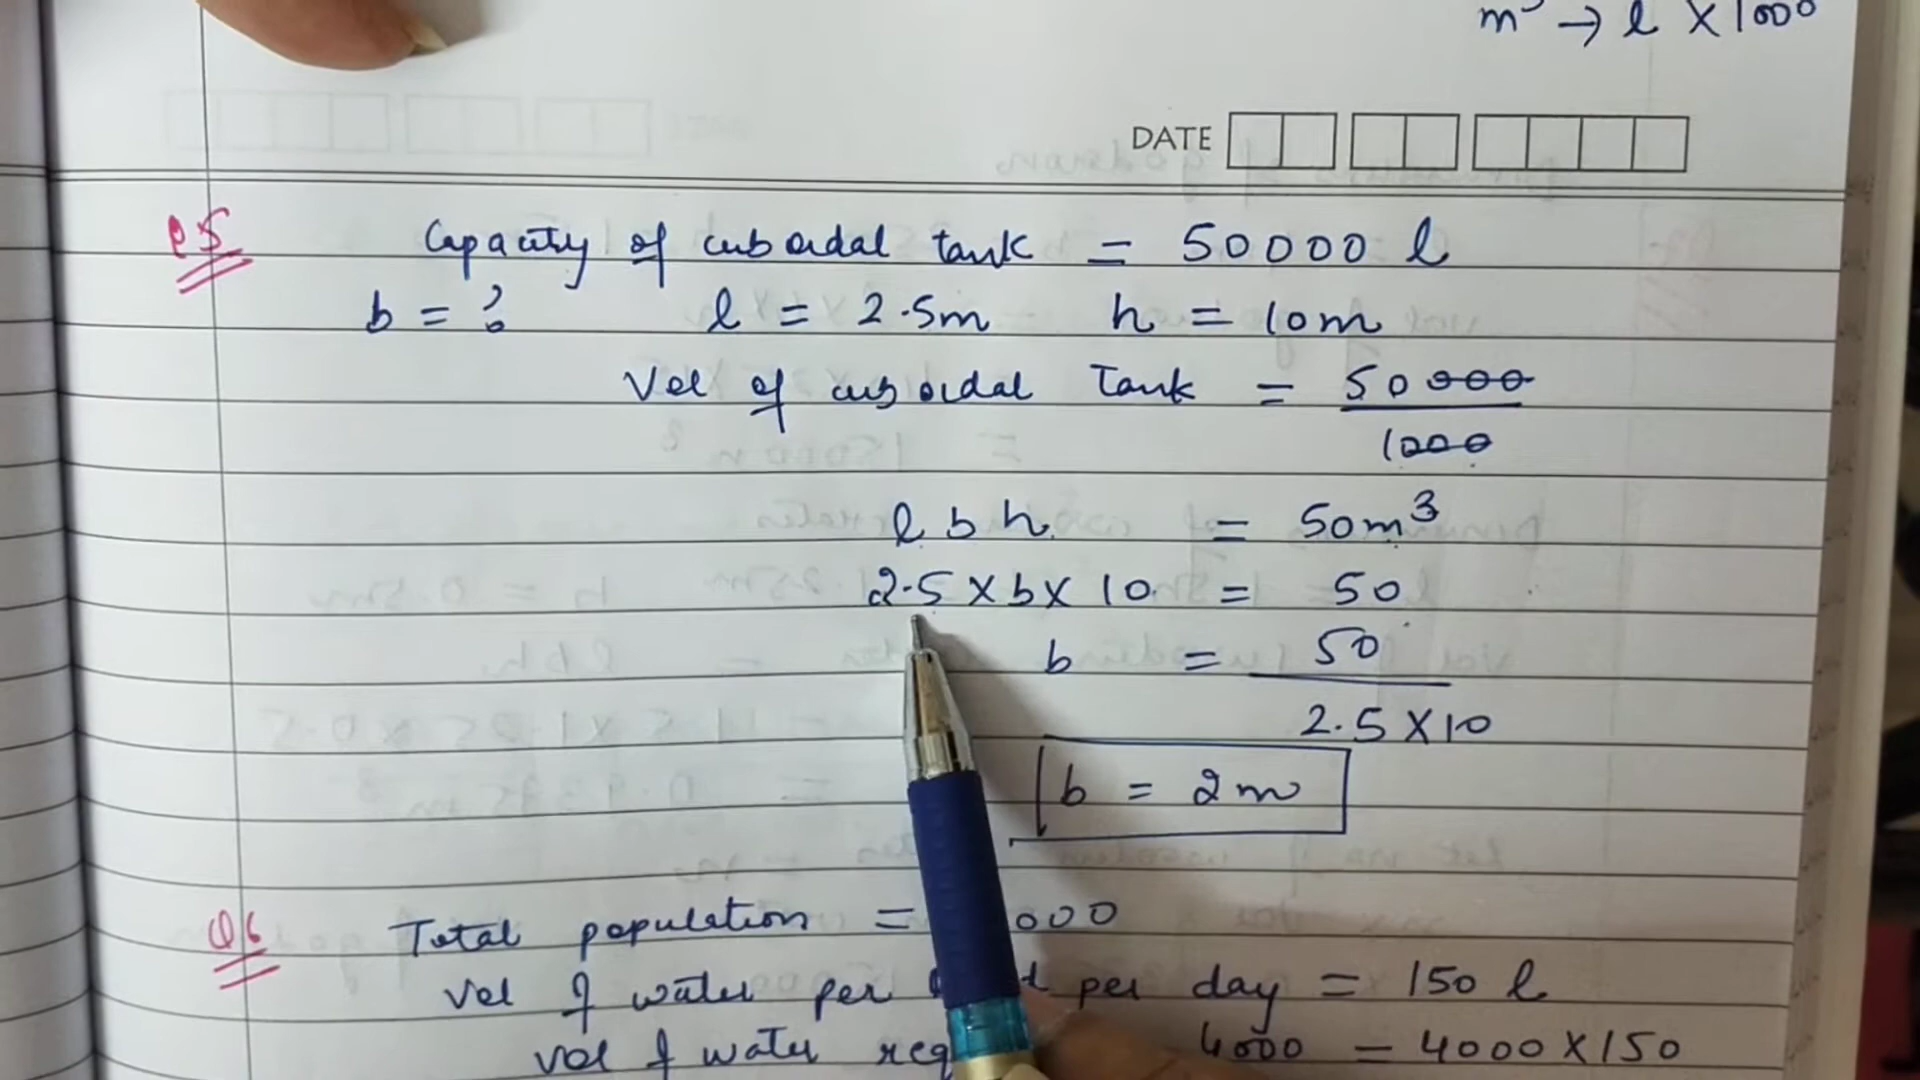 m³ → l × 1000
DATE
Q5
Capacity of cuboidal tank = 50000 l
b = ? l = 2.5m h = 10m
Vol of cuboidal Tank = 50000
1000
l b h = 50m³
2.5 × b × 10 = 50
b = 50
2.5 × 10
b = 2m
Q6
Total population = 000
Vol of water per per day = 150 l
Vol of water 4000 = 4000 × 150